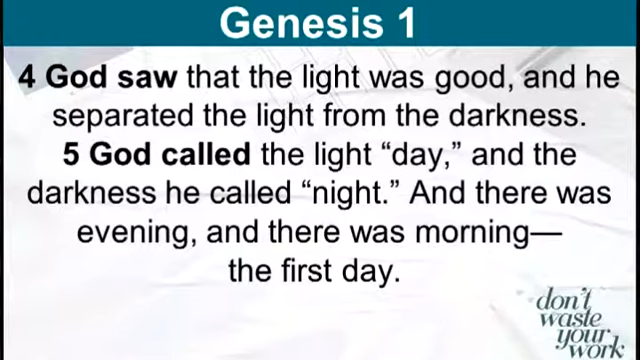 Genesis 1
4 God saw that the light was good, and he
separated the light from the darkness.
5 God called the light “day,” and the
darkness he called “night.” And there was
evening, and there was morning—
the first day.
don't
waste
your
work